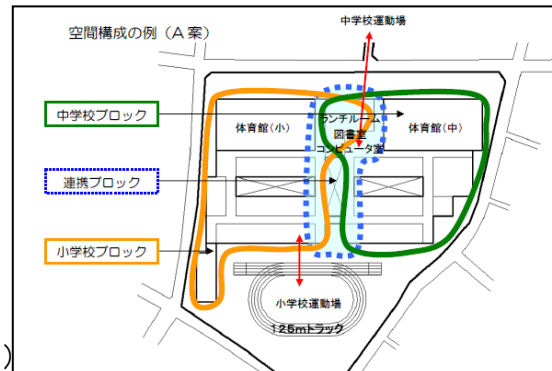 空間構成の例（A案）
中学校運動場
中学校ブロック
体育館(小)
ランチルーム
図書室
コンピュータ室
体育館(中)
連携ブロック
小学校ブロック
小学校運動場
125mトラック
)